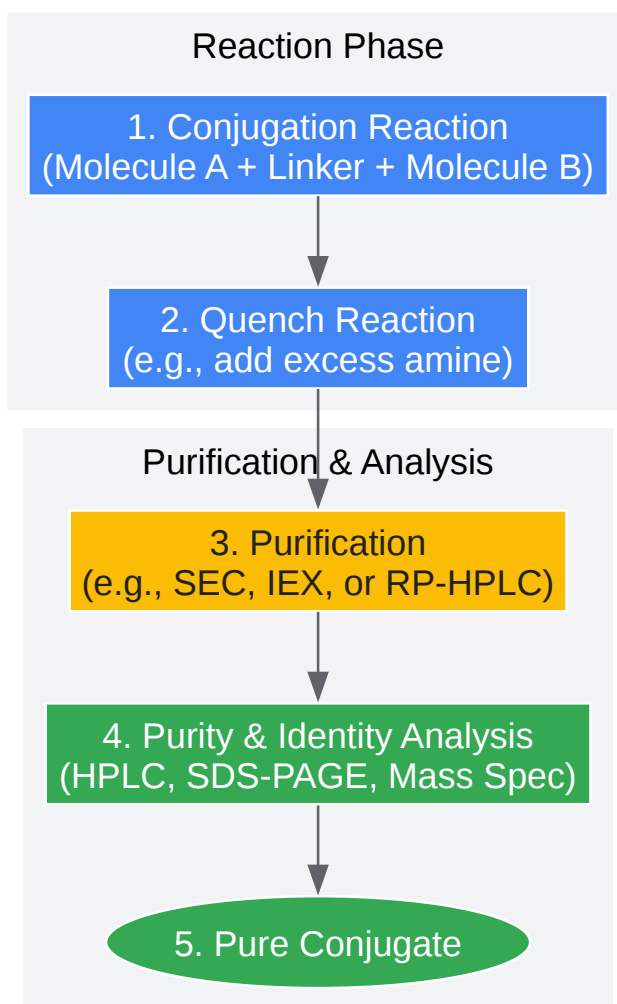 Reaction Phase
1. Conjugation Reaction
(Molecule A + Linker + Molecule B)
2. Quench Reaction
(e.g., add excess amine)
Purification & Analysis
3. Purification
(e.g., SEC, IEX, or RP-HPLC)
4. Purity & Identity Analysis
(HPLC, SDS-PAGE, Mass Spec)
5. Pure Conjugate